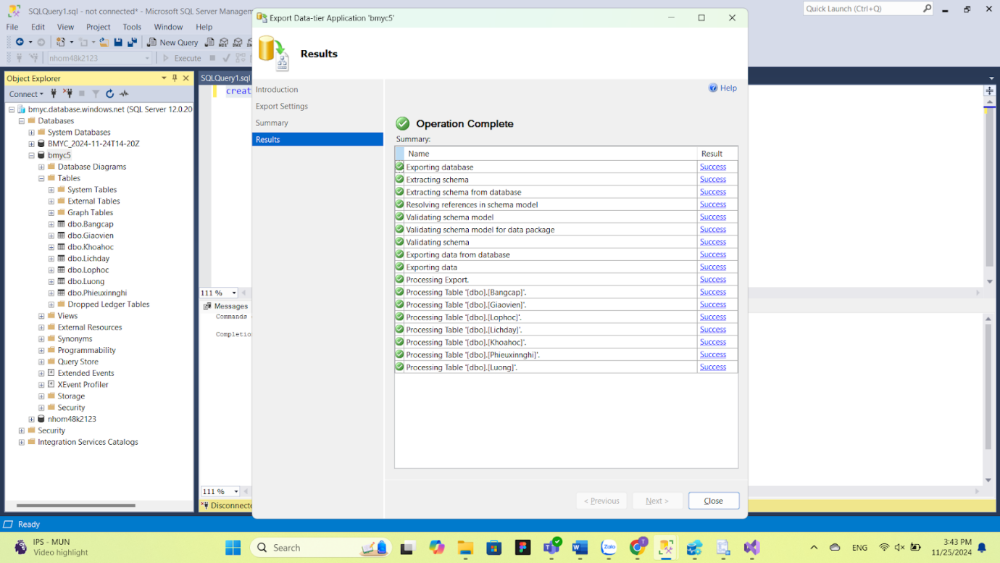 SQLQuery1.sql - not connected* - Microsoft SQL Server Manageme
Quick Launch (Ctrl+Q)
File Edit View Project Tools Window Help
New Query
nhom48k2123
Execute
Object Explorer
Connect
bmyc.database.windows.net (SQL Server 12.0.20
Databases
System Databases
BMYC_2024-11-24T14-20Z
bmyc5
Database Diagrams
Tables
System Tables
External Tables
Graph Tables
dbo.Bangcap
dbo.Giaovien
dbo.Khoahoc
dbo.Lichday
dbo.Lophoc
dbo.Luong
dbo.Phieuxinnghi
Dropped Ledger Tables
Views
External Resources
Synonyms
Programmability
Query Store
Extended Events
XEvent Profiler
Storage
Security
nhom48k2123
Security
Integration Services Catalogs
SQLQuery1.sql
creat
111 %
Messages
Commands
Completio
111 %
Disconnecte
Export Data-tier Application 'bmyc5'
Results
Introduction
Export Settings
Summary
Results
Help
Operation Complete
Summary:
Name Result
Exporting database Success
Extracting schema Success
Extracting schema from database Success
Resolving references in schema model Success
Validating schema model Success
Validating schema model for data package Success
Validating schema Success
Exporting data from database Success
Exporting data Success
Processing Export. Success
Processing Table '[dbo].[Bangcap]'. Success
Processing Table '[dbo].[Giaovien]'. Success
Processing Table '[dbo].[Lophoc]'. Success
Processing Table '[dbo].[Lichday]'. Success
Processing Table '[dbo].[Khoahoc]'. Success
Processing Table '[dbo].[Phieuxinnghi]'. Success
Processing Table '[dbo].[Luong]'. Success
< Previous Next > Close
Ready
IPS - MUN
Video highlight
Search
Zalo
T
ENG
3:43 PM
11/25/2024